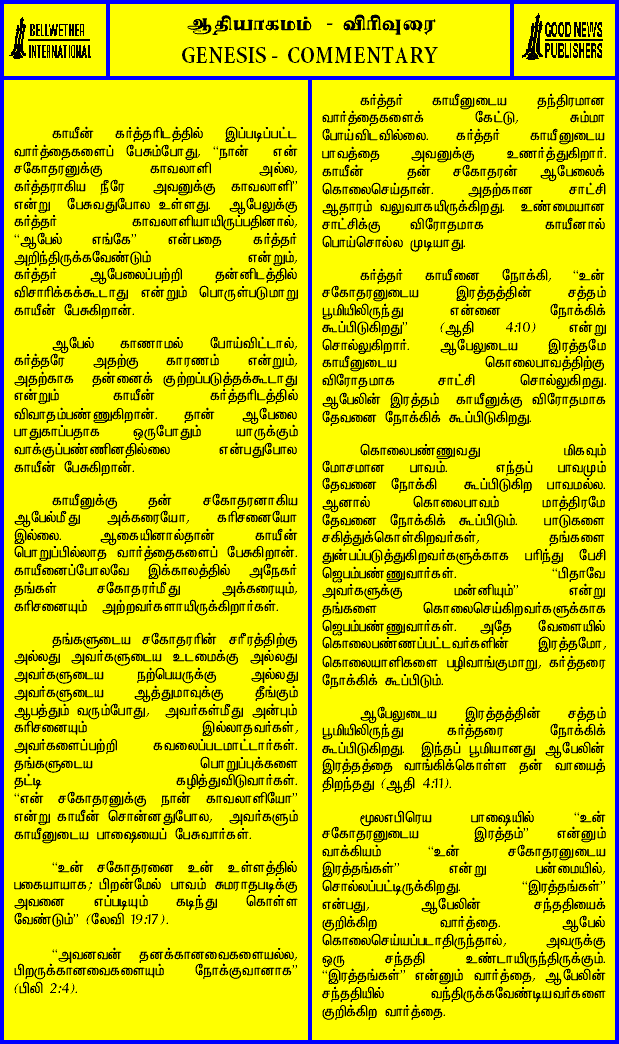 BELLWETHER
INTERNATIONAL
ஆதியாகமம் - விரிவுரை
GENESIS - COMMENTARY
GOOD NEWS
PUBLISHERS
காயீன் கர்த்தரிடத்தில் இப்படிப்பட்ட
வார்த்தைகளைப் பேசும்போது, “நான் என்
சகோதரனுக்கு காவலாளி அல்ல,
கர்த்தராகிய நீரே அவனுக்கு காவலாளி”
என்று பேசுவதுபோல உள்ளது. ஆபேலுக்கு
கர்த்தர் காவலாளியாயிருப்பதினால்,
“ஆபேல் எங்கே” என்பதை கர்த்தர்
அறிந்திருக்கவேண்டும் என்றும்,
கர்த்தர் ஆபேலைப்பற்றி தன்னிடத்தில்
விசாரிக்கக்கூடாது என்றும் பொருள்படுமாறு
காயீன் பேசுகிறான்.
ஆபேல் காணாமல் போய்விட்டால்,
கர்த்தரே அதற்கு காரணம் என்றும்,
அதற்காக தன்னைக் குற்றப்படுத்தக்கூடாது
என்றும் காயீன் கர்த்தரிடத்தில்
விவாதம்பண்ணுகிறான். தான் ஆபேலை
பாதுகாப்பதாக ஒருபோதும் யாருக்கும்
வாக்குப்பண்ணினதில்லை என்பதுபோல
காயீன் பேசுகிறான்.
காயீனுக்கு தன் சகோதரனாகிய
ஆபேல்மீது அக்கரையோ, கரிசனையோ
இல்லை. ஆகையினால்தான் காயீன்
பொறுப்பில்லாத வார்த்தைகளைப் பேசுகிறான்.
காயீனைப்போலவே இக்காலத்தில் அநேகர்
தங்கள் சகோதரர்மீது அக்கரையும்,
கரிசனையும் அற்றவர்களாயிருக்கிறார்கள்.
தங்களுடைய சகோதரரின் சரீரத்திற்கு
அல்லது அவர்களுடைய உடமைக்கு அல்லது
அவர்களுடைய நற்பெயருக்கு அல்லது
அவர்களுடைய ஆத்துமாவுக்கு தீங்கும்
ஆபத்தும் வரும்போது, அவர்கள்மீது அன்பும்
கரிசனையும் இல்லாதவர்கள்,
அவர்களைப்பற்றி கவலைப்படமாட்டார்கள்.
தங்களுடைய பொறுப்புக்களை
தட்டி கழித்துவிடுவார்கள்.
“என் சகோதரனுக்கு நான் காவலாளியோ”
என்று காயீன் சொன்னதுபோல, அவர்களும்
காயீனுடைய பாஷையைப் பேசுவார்கள்.
“உன் சகோதரனை உன் உள்ளத்தில்
பகையாயாக; பிறன்மேல் பாவம் சுமராதபடிக்கு
அவனை எப்படியும் கடிந்து கொள்ள
வேண்டும்” (லேவி 19:17).
“அவனவன் தனக்கானவைகளையல்ல,
பிறருக்கானவைகளையும் நோக்குவானாக”
(பிலி 2:4).
கர்த்தர் காயீனுடைய தந்திரமான
வார்த்தைகளைக் கேட்டு, சும்மா
போய்விடவில்லை. கர்த்தர் காயீனுடைய
பாவத்தை அவனுக்கு உணர்த்துகிறார்.
காயீன் தன் சகோதரன் ஆபேலைக்
கொலைசெய்தான். அதற்கான சாட்சி
ஆதாரம் வலுவாகயிருக்கிறது. உண்மையான
சாட்சிக்கு விரோதமாக காயீனால்
பொய்சொல்ல முடியாது.
கர்த்தர் காயீனை நோக்கி, “உன்
சகோதரனுடைய இரத்தத்தின் சத்தம்
பூமியிலிருந்து என்னை நோக்கிக்
கூப்பிடுகிறது” (ஆதி 4:10) என்று
சொல்லுகிறார். ஆபேலுடைய இரத்தமே
காயீனுடைய கொலைபாவத்திற்கு
விரோதமாக சாட்சி சொல்லுகிறது.
ஆபேலின் இரத்தம் காயீனுக்கு விரோதமாக
தேவனை நோக்கிக் கூப்பிடுகிறது.
கொலைபண்ணுவது மிகவும்
மோசமான பாவம். எந்தப் பாவமும்
தேவனை நோக்கி கூப்பிடுகிற பாவமல்ல.
ஆனால் கொலைபாவம் மாத்திரமே
தேவனை நோக்கிக் கூப்பிடும். பாடுகளை
சகித்துக்கொள்கிறவர்கள், தங்களை
துன்பப்படுத்துகிறவர்களுக்காக பரிந்து பேசி
ஜெபம்பண்ணுவார்கள். “பிதாவே
அவர்களுக்கு மன்னியும்” என்று
தங்களை கொலைசெய்கிறவர்களுக்காக
ஜெபம்பண்ணுவார்கள். அதே வேளையில்
கொலைபண்ணப்பட்டவர்களின் இரத்தமோ,
கொலையாளிகளை பழிவாங்குமாறு, கர்த்தரை
நோக்கிக் கூப்பிடும்.
ஆபேலுடைய இரத்தத்தின் சத்தம்
பூமியிலிருந்து கர்த்தரை நோக்கிக்
கூப்பிடுகிறது. இந்தப் பூமியானது ஆபேலின்
இரத்தத்தை வாங்கிக்கொள்ள தன் வாயைத்
திறந்தது (ஆதி 4:11).
மூலஎபிரெய பாஷையில் “உன்
சகோதரனுடைய இரத்தம்” என்னும்
வாக்கியம் “உன் சகோதரனுடைய
இரத்தங்கள்” என்று பன்மையில்,
சொல்லப்பட்டிருக்கிறது. “இரத்தங்கள்”
என்பது, ஆபேலின் சந்ததியைக்
குறிக்கிற வார்த்தை. ஆபேல்
கொலைசெய்யப்படாதிருந்தால், அவருக்கு
ஒரு சந்ததி உண்டாயிருந்திருக்கும்.
“இரத்தங்கள்” என்னும் வார்த்தை, ஆபேலின்
சந்ததியில் வந்திருக்கவேண்டியவர்களை
குறிக்கிற வார்த்தை.